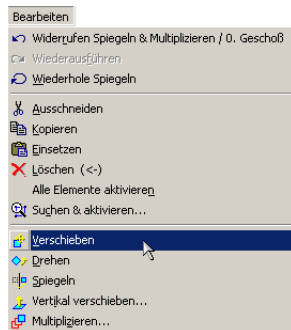 Bearbeiten
Widerrufen Spiegeln & Multiplizieren / 0. Geschoß
Wiederausführen
Wiederhole Spiegeln
Ausschneiden
Kopieren
Einsetzen
Löschen (<-)
Alle Elemente aktivieren
Suchen & aktivieren...
Verschieben
Drehen
Spiegeln
Vertikal verschieben...
Multiplizieren...